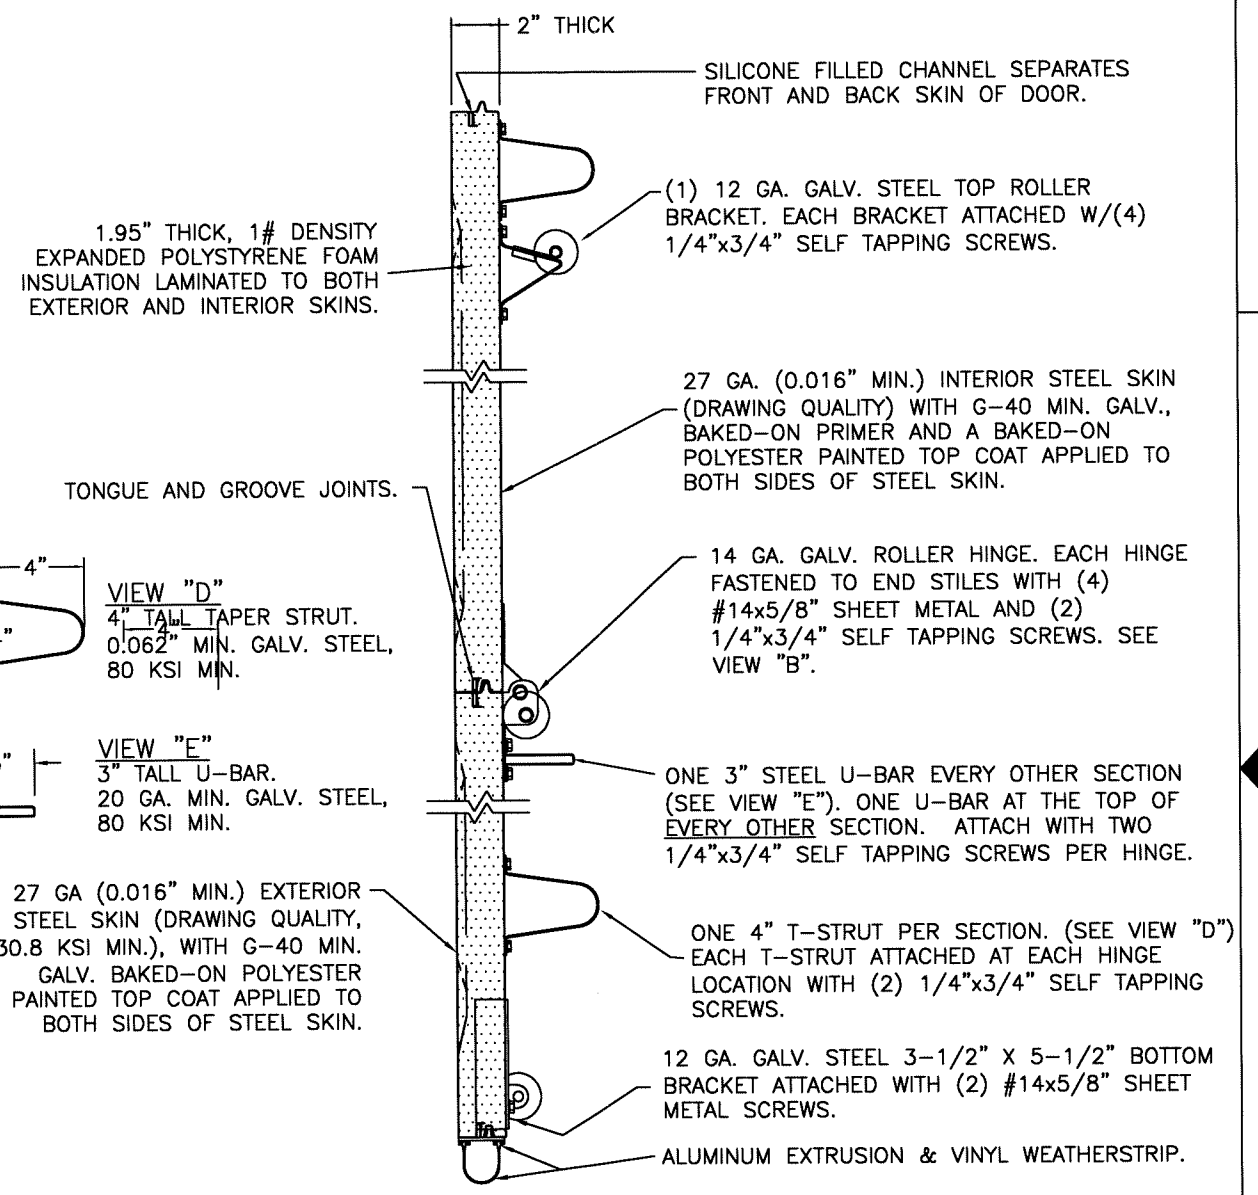 2" THICK
SILICONE FILLED CHANNEL SEPARATES
FRONT AND BACK SKIN OF DOOR.
(1) 12 GA. GALV. STEEL TOP ROLLER
BRACKET. EACH BRACKET ATTACHED W/(4)
1/4"x3/4" SELF TAPPING SCREWS.
1.95" THICK, 1# DENSITY
EXPANDED POLYSTYRENE FOAM
INSULATION LAMINATED TO BOTH
EXTERIOR AND INTERIOR SKINS.
27 GA. (0.016" MIN.) INTERIOR STEEL SKIN
(DRAWING QUALITY) WITH G-40 MIN. GALV.,
BAKED-ON PRIMER AND A BAKED-ON
POLYESTER PAINTED TOP COAT APPLIED TO
BOTH SIDES OF STEEL SKIN.
TONGUE AND GROOVE JOINTS.
14 GA. GALV. ROLLER HINGE. EACH HINGE
FASTENED TO END STILES WITH (4)
#14x5/8" SHEET METAL AND (2)
1/4"x3/4" SELF TAPPING SCREWS. SEE
VIEW "B".
4"
VIEW "D"
4" TALL TAPER STRUT.
0.062" MIN. GALV. STEEL,
80 KSI MIN.
VIEW "E"
3" TALL U-BAR.
20 GA. MIN. GALV. STEEL,
80 KSI MIN.
ONE 3" STEEL U-BAR EVERY OTHER SECTION
(SEE VIEW "E"). ONE U-BAR AT THE TOP OF
EVERY OTHER SECTION. ATTACH WITH TWO
1/4"x3/4" SELF TAPPING SCREWS PER HINGE.
27 GA (0.016" MIN.) EXTERIOR
STEEL SKIN (DRAWING QUALITY,
30.8 KSI MIN.), WITH G-40 MIN.
GALV. BAKED-ON POLYESTER
PAINTED TOP COAT APPLIED TO
BOTH SIDES OF STEEL SKIN.
ONE 4" T-STRUT PER SECTION. (SEE VIEW "D")
EACH T-STRUT ATTACHED AT EACH HINGE
LOCATION WITH (2) 1/4"x3/4" SELF TAPPING
SCREWS.
12 GA. GALV. STEEL 3-1/2" X 5-1/2" BOTTOM
BRACKET ATTACHED WITH (2) #14x5/8" SHEET
METAL SCREWS.
ALUMINUM EXTRUSION & VINYL WEATHERSTRIP.